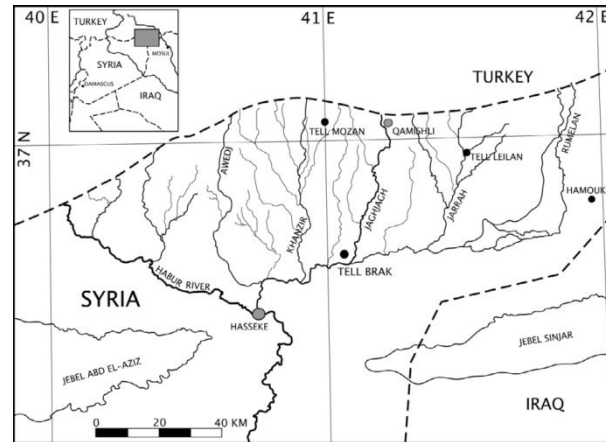 40 E
41 E
42 E
TURKEY
MOSUL
SYRIA
DAMASCUS
IRAQ
TURKEY
37 N
TELL MOZAN
QAMISHLI
TELL LEILAN
RUMELAN
HAMOUK
AWEDJ
KHANZIR
JAGHJAGH
JARRAH
TELL BRAK
HABUR RIVER
SYRIA
HASSEKE
JEBEL SINJAR
JEBEL ABD EL-AZIZ
IRAQ
0 20 40 KM